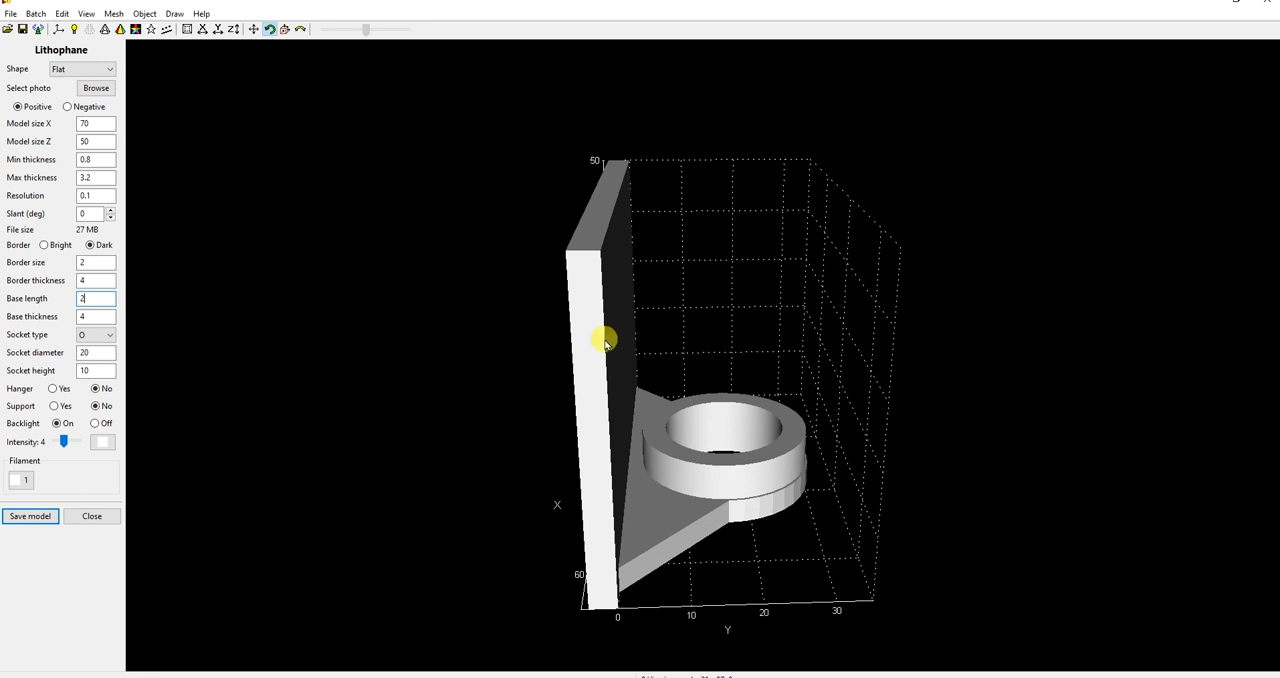 File Batch Edit View Mesh Object Draw Help
Lithophane
Shape Flat
Select photo Browse
Positive Negative
Model size X 70
Model size Z 50
Min thickness 0.8
Max thickness 3.2
Resolution 0.1
Slant (deg) 0
File size 27 MB
Border Bright Dark
Border size 2
Border thickness 4
Base length 2
Base thickness 4
Socket type O
Socket diameter 20
Socket height 10
Hanger Yes No
Support Yes No
Backlight On Off
Intensity: 4
Filament
1
Save model Close
50
X
60
0 10 20 30
Y